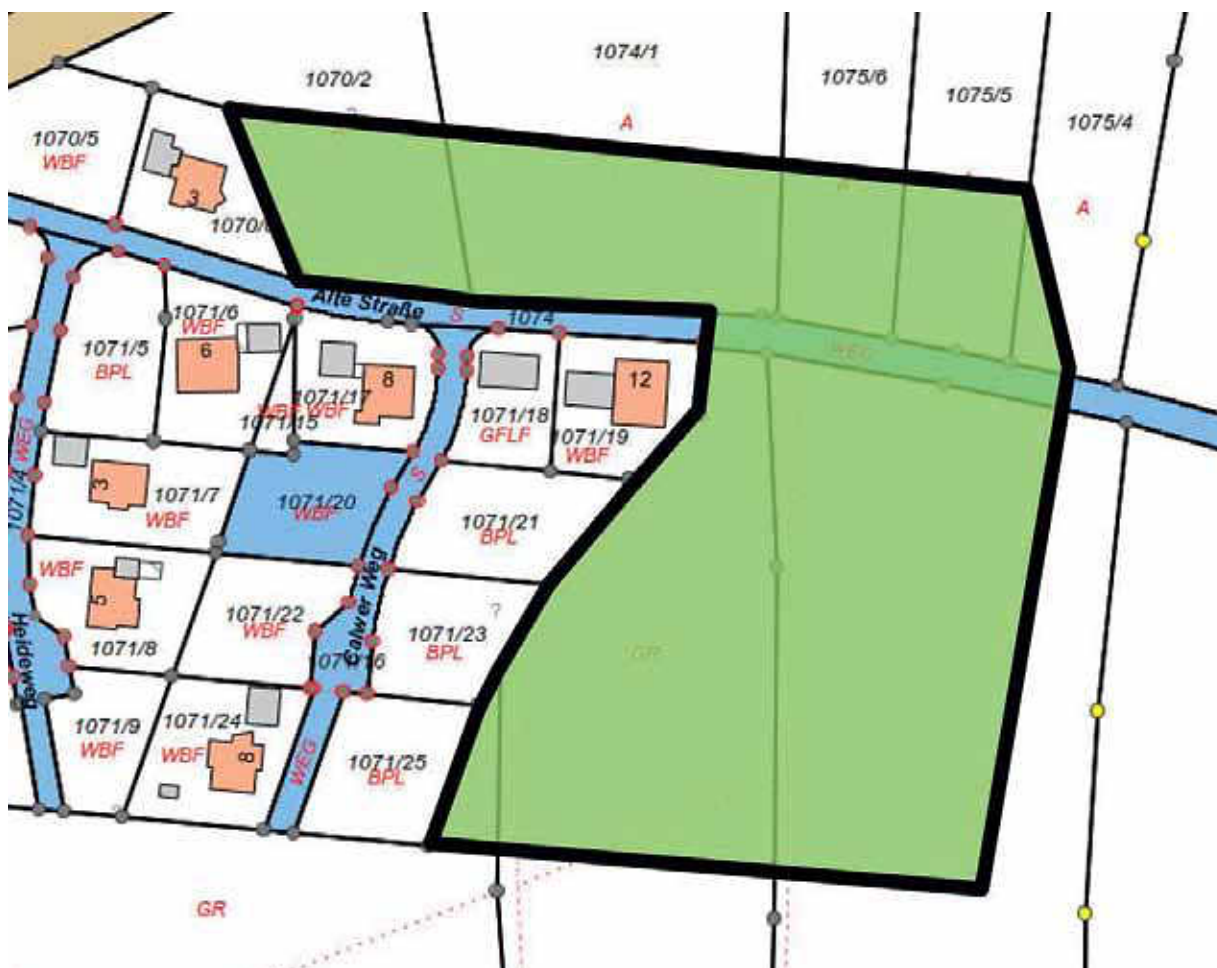 1074/1
1070/2
1075/6
1075/5
1075/4
A
A
1070/5
WBF
3
1070/
Alte Straße
S
1074
WEG
1071/6
WBF
6
1071/5
BPL
1071/17
WBF
WBF
8
1071/15
1071/18
GFLF
12
1071/19
WBF
WEG
1071/4
3
1071/7
WBF
1071/20
WBF
S
1071/21
BPL
WBF
5
1071/8
1071/22
WBF
Calwer Weg
?
1071/23
BPL
GR
Heideweg
1071/16
1071/9
WBF
1071/24
WBF
8
WEG
1071/25
BPL
GR